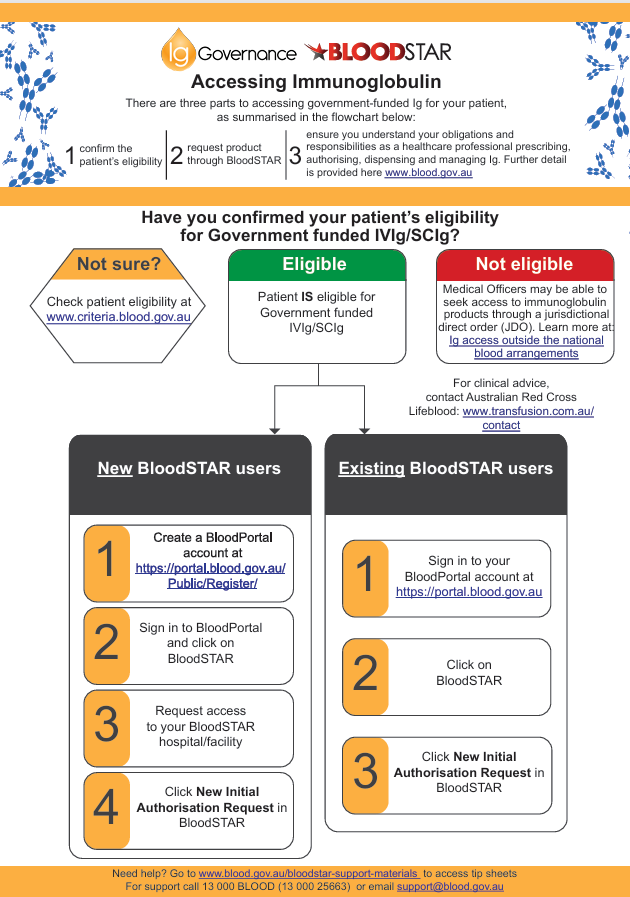 Ig Governance BLOODSTAR
Accessing Immunoglobulin
There are three parts to accessing government-funded Ig for your patient,
as summarised in the flowchart below:
1 confirm the
patient's eligibility
2 request product
through BloodSTAR
3 ensure you understand your obligations and
responsibilities as a healthcare professional prescribing,
authorising, dispensing and managing Ig. Further detail
is provided here www.blood.gov.au
Have you confirmed your patient's eligibility
for Government funded IVIg/SCIg?
Not sure?
Check patient eligibility at
www.criteria.blood.gov.au
Eligible
Patient IS eligible for
Government funded
IVIg/SCIg
Not eligible
Medical Officers may be able to
seek access to immunoglobulin
products through a jurisdictional
direct order (JDO). Learn more at:
Ig access outside the national
blood arrangements
For clinical advice,
contact Australian Red Cross
Lifeblood: www.transfusion.com.au/
contact
New BloodSTAR users
1
Create a BloodPortal
account at
https://portal.blood.gov.au/
Public/Register/
2
Sign in to BloodPortal
and click on
BloodSTAR
3
Request access
to your BloodSTAR
hospital/facility
4
Click New Initial
Authorisation Request in
BloodSTAR
Existing BloodSTAR users
1
Sign in to your
BloodPortal account at
https://portal.blood.gov.au
2
Click on
BloodSTAR
3
Click New Initial
Authorisation Request in
BloodSTAR
Need help? Go to www.blood.gov.au/bloodstar-support-materials to access tip sheets
For support call 13 000 BLOOD (13 000 25663) or email support@blood.gov.au